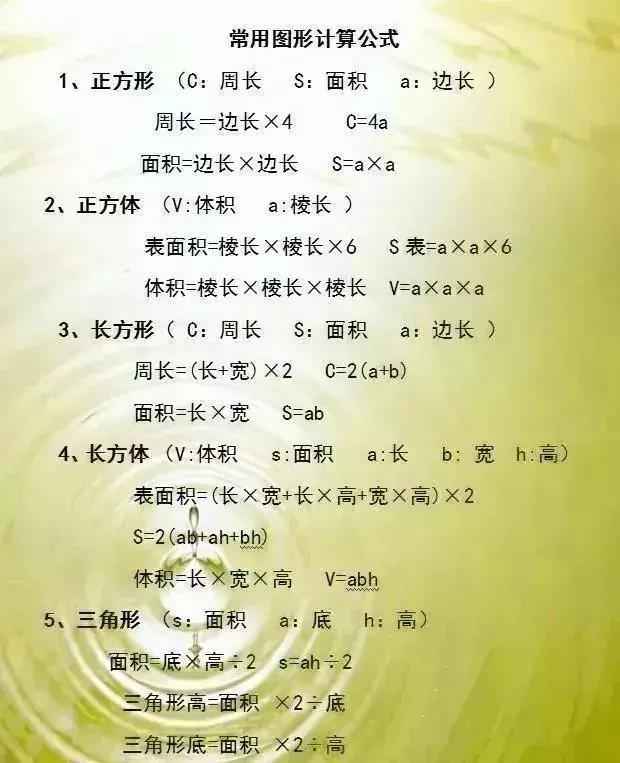 常用图形计算公式
1、正方形 （C：周长 S：面积 a：边长 ）
周长＝边长×4 C=4a
面积=边长×边长 S=a×a
2、正方体 （V:体积 a:棱长 ）
表面积=棱长×棱长×6 S表=a×a×6
体积=棱长×棱长×棱长 V=a×a×a
3、长方形（ C：周长 S：面积 a：边长 ）
周长=(长+宽)×2 C=2(a+b)
面积=长×宽 S=ab
4、长方体 （V:体积 s:面积 a:长 b: 宽 h:高）
表面积=(长×宽+长×高+宽×高)×2
S=2(ab+ah+bh)
体积=长×宽×高 V=abh
5、三角形 （s：面积 a：底 h：高）
面积=底×高÷2 s=ah÷2
三角形高=面积 ×2÷底
三角形底=面积 ×2÷高